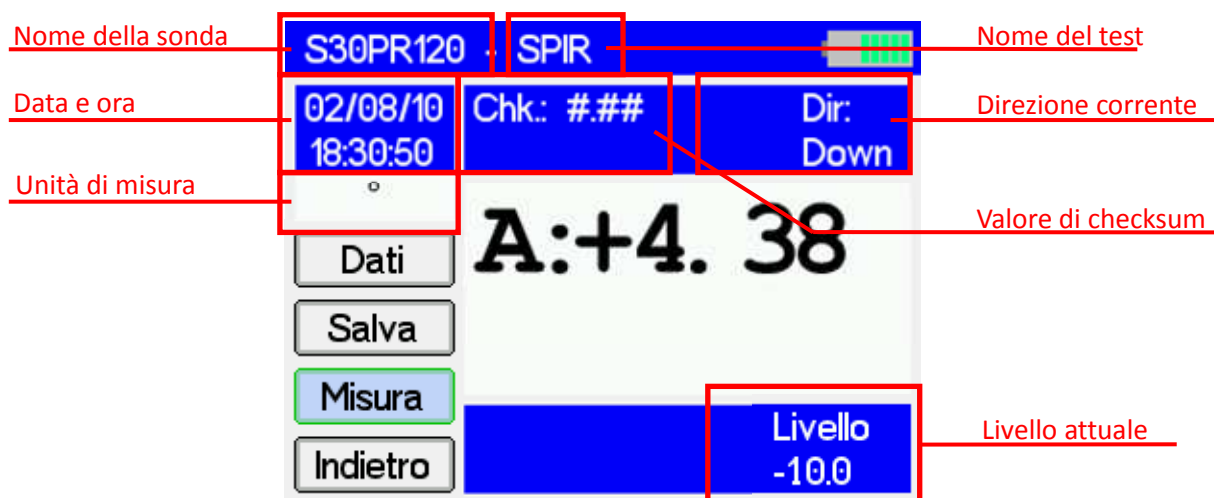 Nome della sonda
S30PR120 - SPIR
Nome del test
Data e ora
02/08/10
18:30:50
Chk.: #.##
Dir:
Down
Direzione corrente
Unità di misura
°
A:+4. 38
Valore di checksum
Dati
Salva
Misura
Indietro
Livello
-10.0
Livello attuale